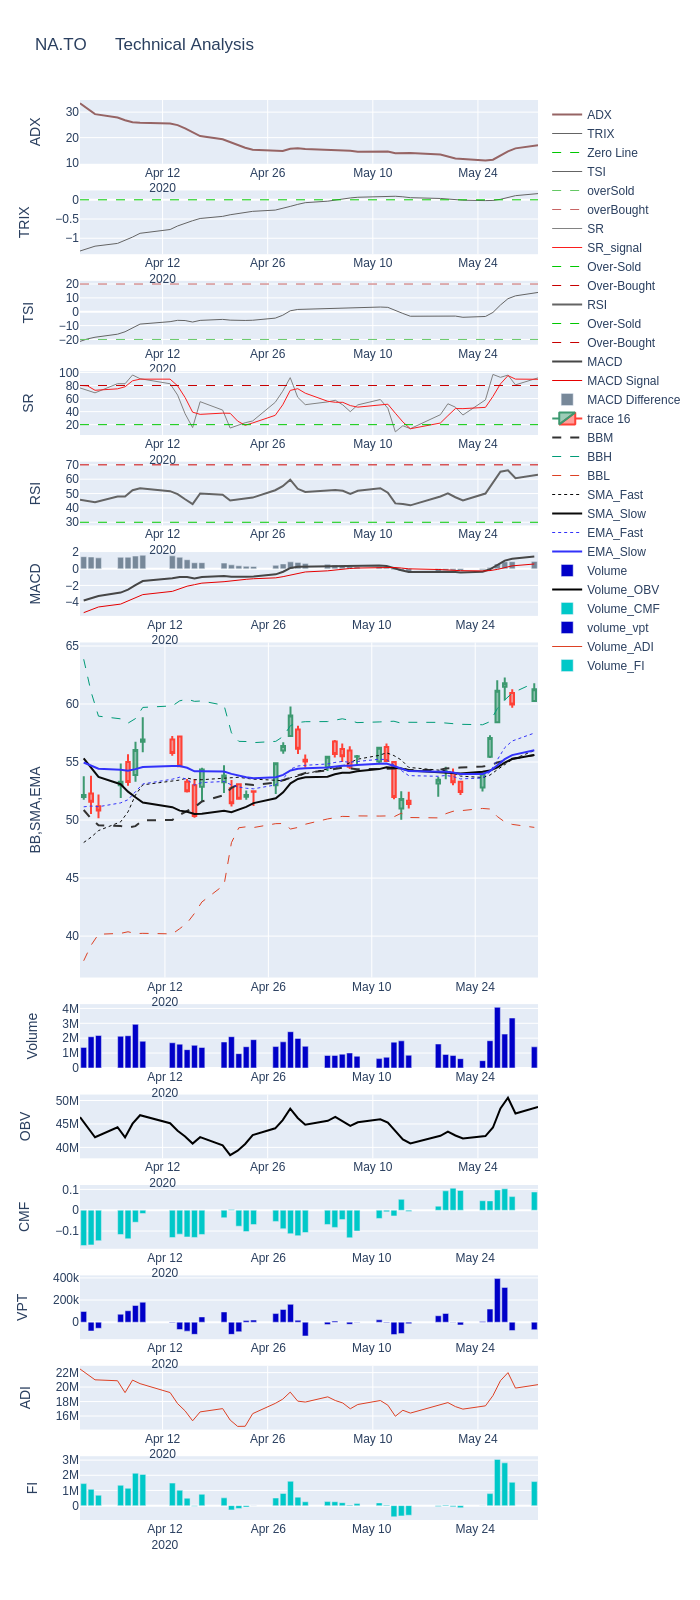 NA.TO Technical Analysis
ADX
30
20
10
Apr 12
2020
Apr 26
May 10
May 24
TRIX
0
−0.5
−1
Apr 12
2020
Apr 26
May 10
May 24
TSI
20
10
0
−10
−20
Apr 12
2020
Apr 26
May 10
May 24
SR
100
80
60
40
20
Apr 12
2020
Apr 26
May 10
May 24
RSI
70
60
50
40
30
Apr 12
2020
Apr 26
May 10
May 24
MACD
2
0
−2
−4
Apr 12
2020
Apr 26
May 10
May 24
BB,SMA,EMA
65
60
55
50
45
40
Apr 12
2020
Apr 26
May 10
May 24
Volume
4M
3M
2M
1M
0
Apr 12
2020
Apr 26
May 10
May 24
OBV
50M
45M
40M
Apr 12
2020
Apr 26
May 10
May 24
CMF
0.1
0
−0.1
Apr 12
2020
Apr 26
May 10
May 24
VPT
400k
200k
0
Apr 12
2020
Apr 26
May 10
May 24
ADI
22M
20M
18M
16M
Apr 12
2020
Apr 26
May 10
May 24
FI
3M
2M
1M
0
Apr 12
2020
Apr 26
May 10
May 24
ADX
TRIX
Zero Line
TSI
overSold
overBought
SR
SR_signal
Over-Sold
Over-Bought
RSI
Over-Sold
Over-Bought
MACD
MACD Signal
MACD Difference
trace 16
BBM
BBH
BBL
SMA_Fast
SMA_Slow
EMA_Fast
EMA_Slow
Volume
Volume_OBV
Volume_CMF
volume_vpt
Volume_ADI
Volume_FI